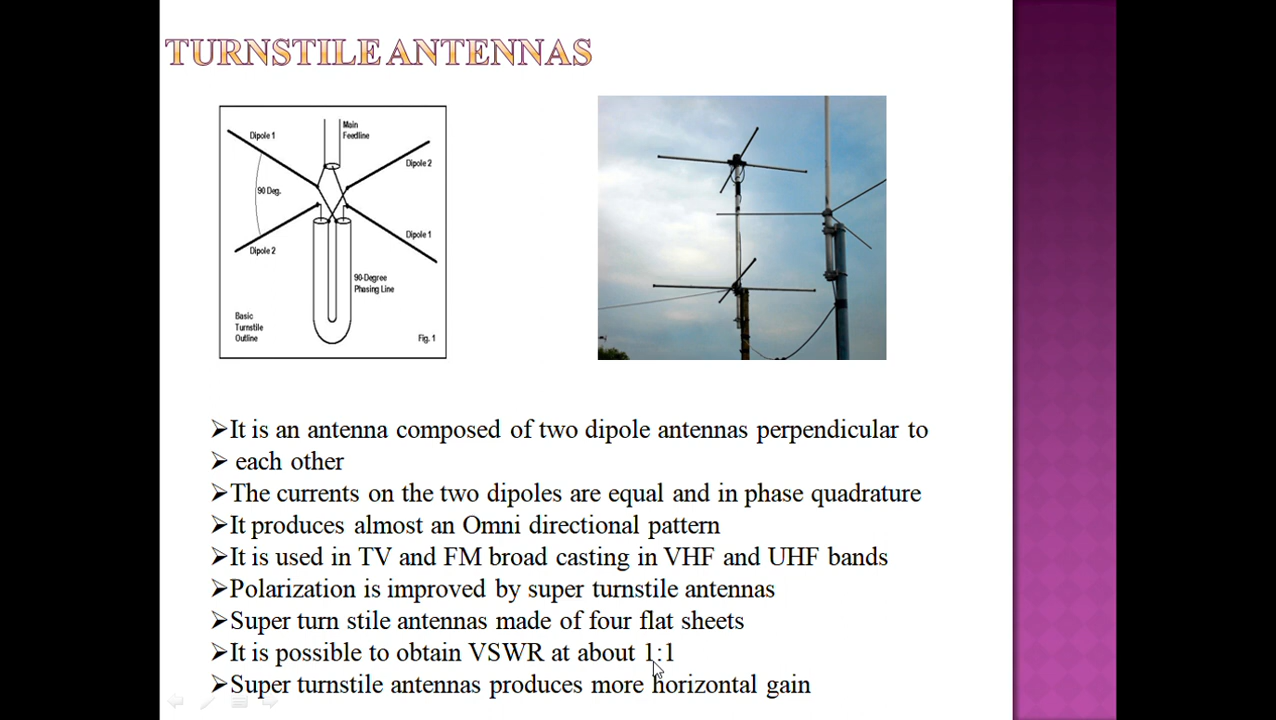 TURNSTILE ANTENNAS
Dipole 1
Main
Feedline
Dipole 2
90 Deg.
Dipole 1
Dipole 2
90-Degree
Phasing Line
Basic
Turnstile
Outline
Fig. 1
➢It is an antenna composed of two dipole antennas perpendicular to
➢ each other
➢The currents on the two dipoles are equal and in phase quadrature
➢It produces almost an Omni directional pattern
➢It is used in TV and FM broad casting in VHF and UHF bands
➢Polarization is improved by super turnstile antennas
➢Super turn stile antennas made of four flat sheets
➢It is possible to obtain VSWR at about 1:1
➢Super turnstile antennas produces more horizontal gain